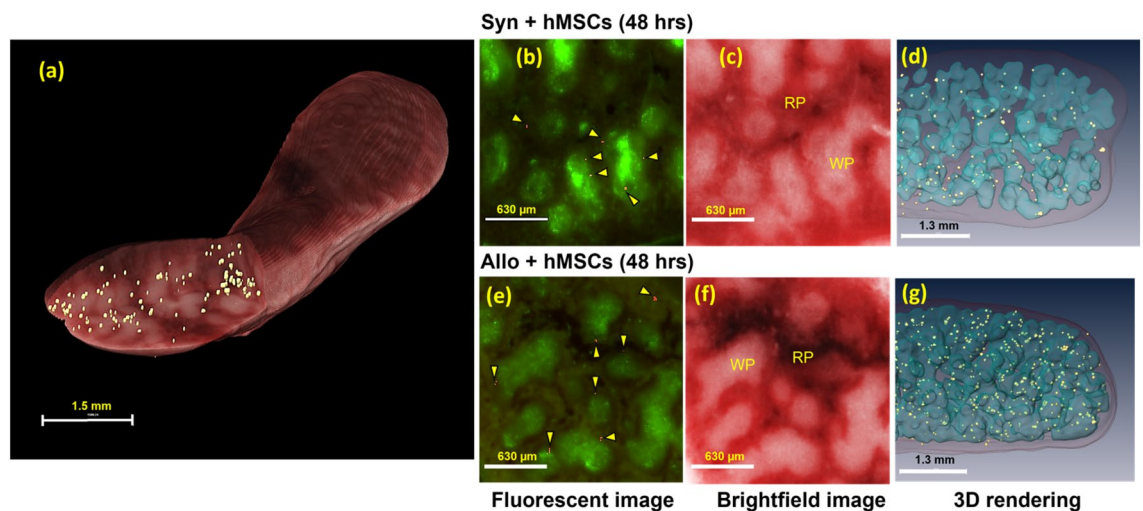 Syn + hMSCs (48 hrs)
(a)
(b)
(c)
(d)
RP
WP
630 µm
630 µm
1.3 mm
Allo + hMSCs (48 hrs)
(e)
(f)
(g)
WP
RP
1.5 mm
630 µm
630 µm
1.3 mm
Fluorescent image
Brightfield image
3D rendering